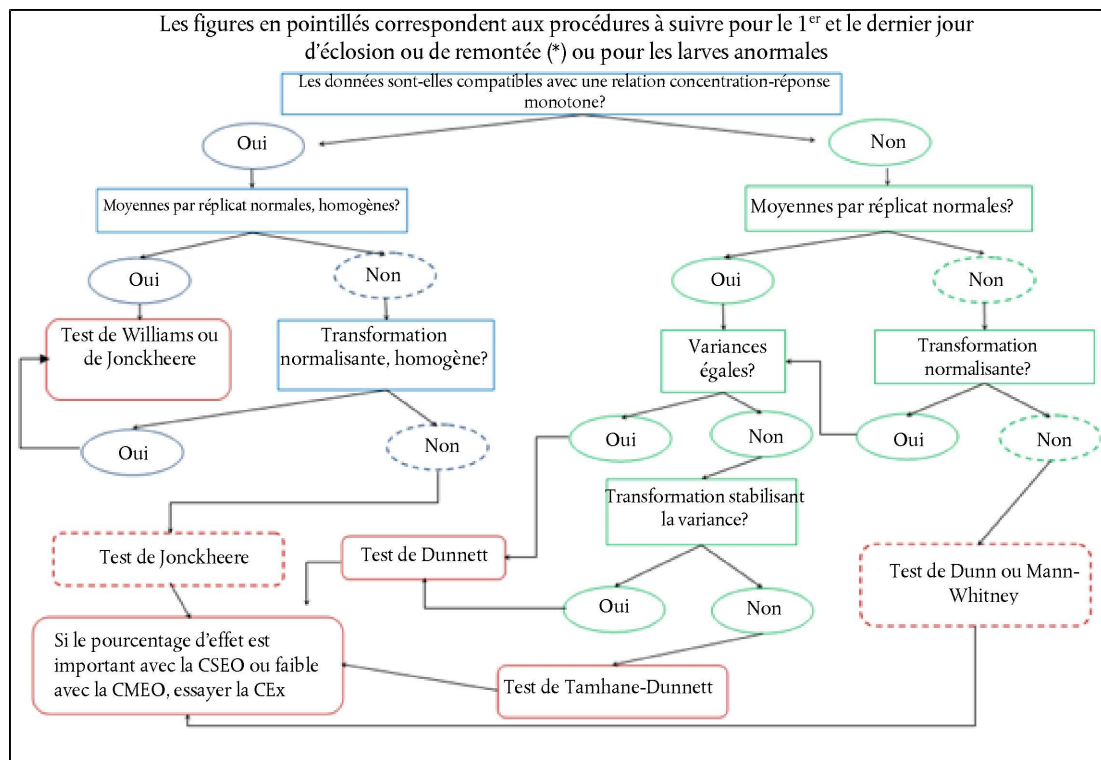 Les figures en pointillés correspondent aux procédures à suivre pour le 1er et le dernier jour
d'éclosion ou de remontée (*) ou pour les larves anormales
Les données sont-elles compatibles avec une relation concentration-réponse
monotone?
Oui
Non
Moyennes par réplicat normales, homogènes?
Moyennes par réplicat normales?
Oui
Non
Oui
Non
Test de Williams ou
de Jonckheere
Transformation
normalisante, homogène?
Variances
égales?
Transformation
normalisante?
Oui
Non
Oui
Non
Oui
Non
Transformation stabilisant
la variance?
Test de Jonckheere
Test de Dunnett
Test de Dunn ou Mann-
Whitney
Oui
Non
Si le pourcentage d'effet est
important avec la CSEO ou faible
avec la CMEO, essayer la CEx
Test de Tamhane-Dunnett